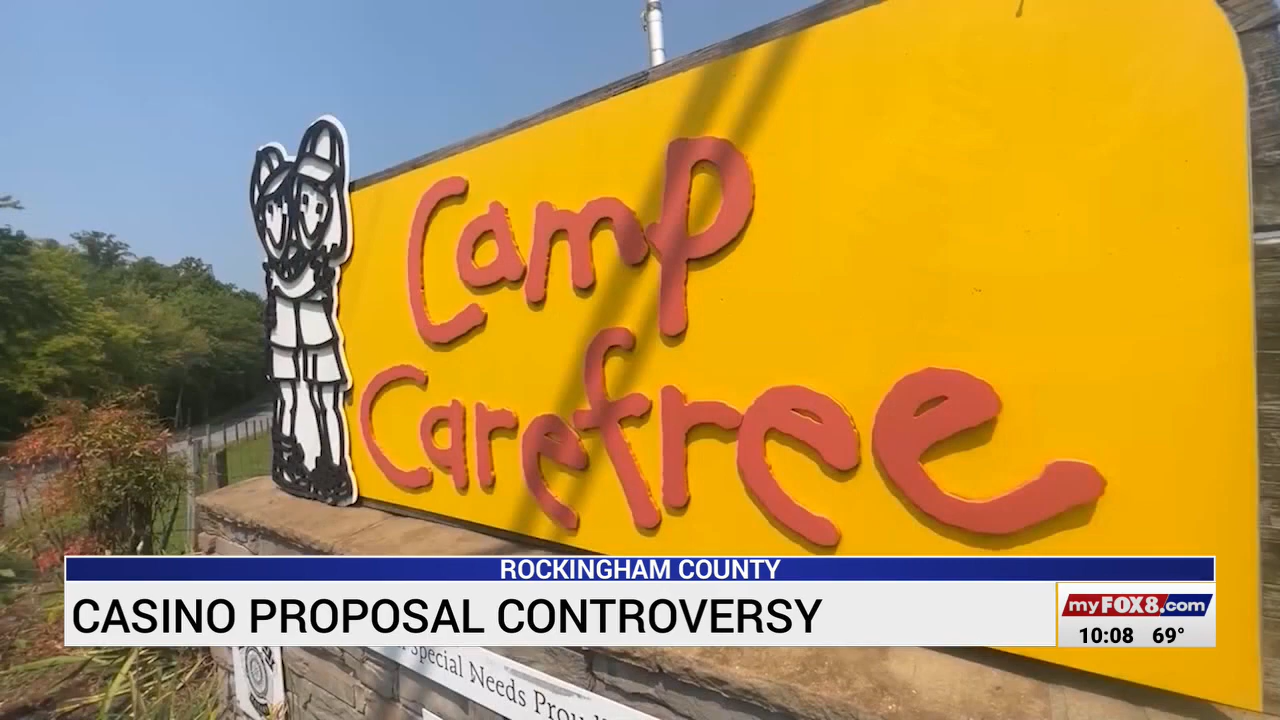 Camp
Carefree
ROCKINGHAM COUNTY
CASINO PROPOSAL CONTROVERSY
myFOX8.com
10:08 69°
Special Needs